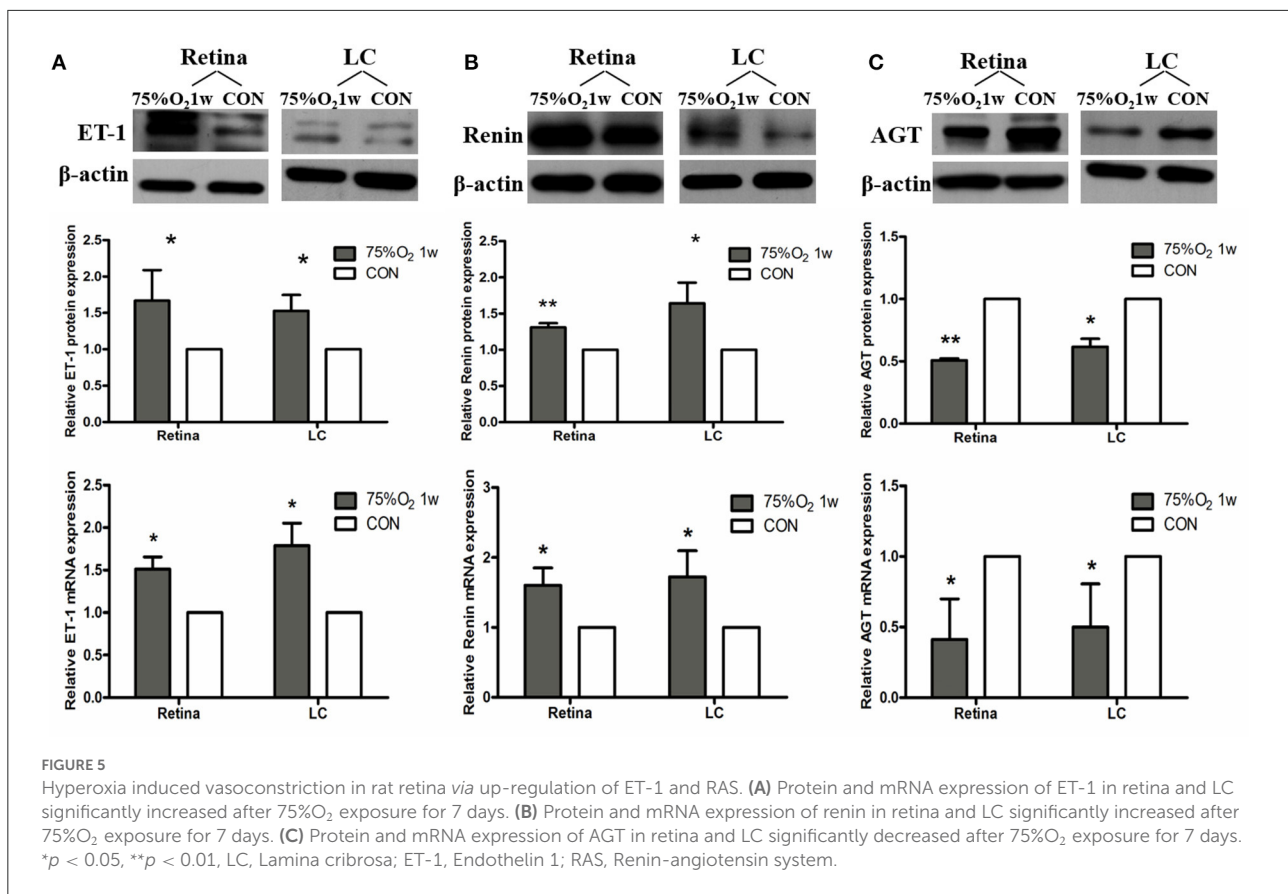 A
Retina
LC
75%O₂1w CON
75%O₂1w CON
ET-1
β-actin
B
Retina
LC
75%O₂1w CON
75%O₂1w CON
Renin
β-actin
C
Retina
LC
75%O₂1w CON
75%O₂1w CON
AGT
β-actin
Relative ET-1 protein expression
2.5
2.0
1.5
1.0
0.5
0.0
*
*
75%O₂ 1w
CON
Retina
LC
Relative Renin protein expression
2.5
2.0
1.5
1.0
0.5
0.0
**
*
75%O₂ 1w
CON
Retina
LC
Relative AGT protein expression
1.5
1.0
0.5
0.0
**
*
75%O₂ 1w
CON
Retina
LC
Relative ET-1 mRNA expression
2.5
2.0
1.5
1.0
0.5
0.0
*
*
75%O₂ 1w
CON
Retina
LC
Relative Renin mRNA expression
3
2
1
0
*
*
75%O₂ 1w
CON
Retina
LC
Relative AGT mRNA expression
1.5
1.0
0.5
0.0
*
*
75%O₂ 1w
CON
Retina
LC
FIGURE 5
Hyperoxia induced vasoconstriction in rat retina via up-regulation of ET-1 and RAS. (A) Protein and mRNA expression of ET-1 in retina and LC
significantly increased after 75%O₂ exposure for 7 days. (B) Protein and mRNA expression of renin in retina and LC significantly increased after
75%O₂ exposure for 7 days. (C) Protein and mRNA expression of AGT in retina and LC significantly decreased after 75%O₂ exposure for 7 days.
*p < 0.05, **p < 0.01, LC, Lamina cribrosa; ET-1, Endothelin 1; RAS, Renin-angiotensin system.